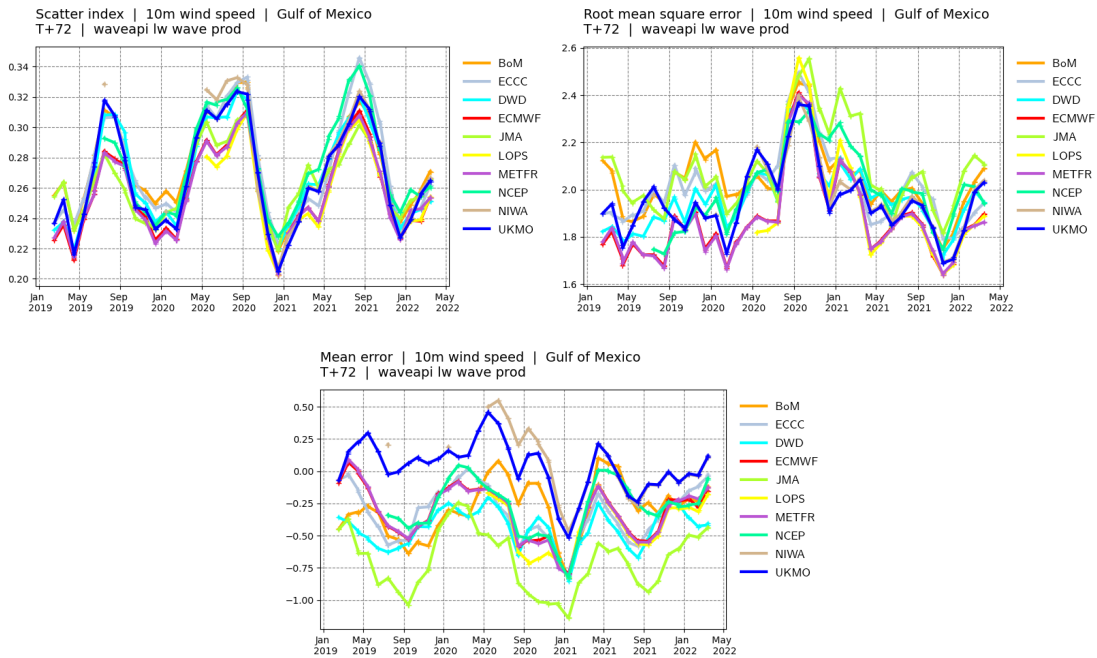 Scatter index | 10m wind speed | Gulf of Mexico
T+72 | waveapi lw wave prod
0.34
0.32
0.30
0.28
0.26
0.24
0.22
0.20
Jan 2019
May 2019
Sep 2019
Jan 2020
May 2020
Sep 2020
Jan 2021
May 2021
Sep 2021
Jan 2022
May 2022
BoM
ECCC
DWD
ECMWF
JMA
LOPS
METFR
NCEP
NIWA
UKMO
Root mean square error | 10m wind speed | Gulf of Mexico
T+72 | waveapi lw wave prod
2.6
2.4
2.2
2.0
1.8
1.6
Jan 2019
May 2019
Sep 2019
Jan 2020
May 2020
Sep 2020
Jan 2021
May 2021
Sep 2021
Jan 2022
May 2022
BoM
ECCC
DWD
ECMWF
JMA
LOPS
METFR
NCEP
NIWA
UKMO
Mean error | 10m wind speed | Gulf of Mexico
T+72 | waveapi lw wave prod
0.50
0.25
0.00
−0.25
−0.50
−0.75
−1.00
Jan 2019
May 2019
Sep 2019
Jan 2020
May 2020
Sep 2020
Jan 2021
May 2021
Sep 2021
Jan 2022
May 2022
BoM
ECCC
DWD
ECMWF
JMA
LOPS
METFR
NCEP
NIWA
UKMO